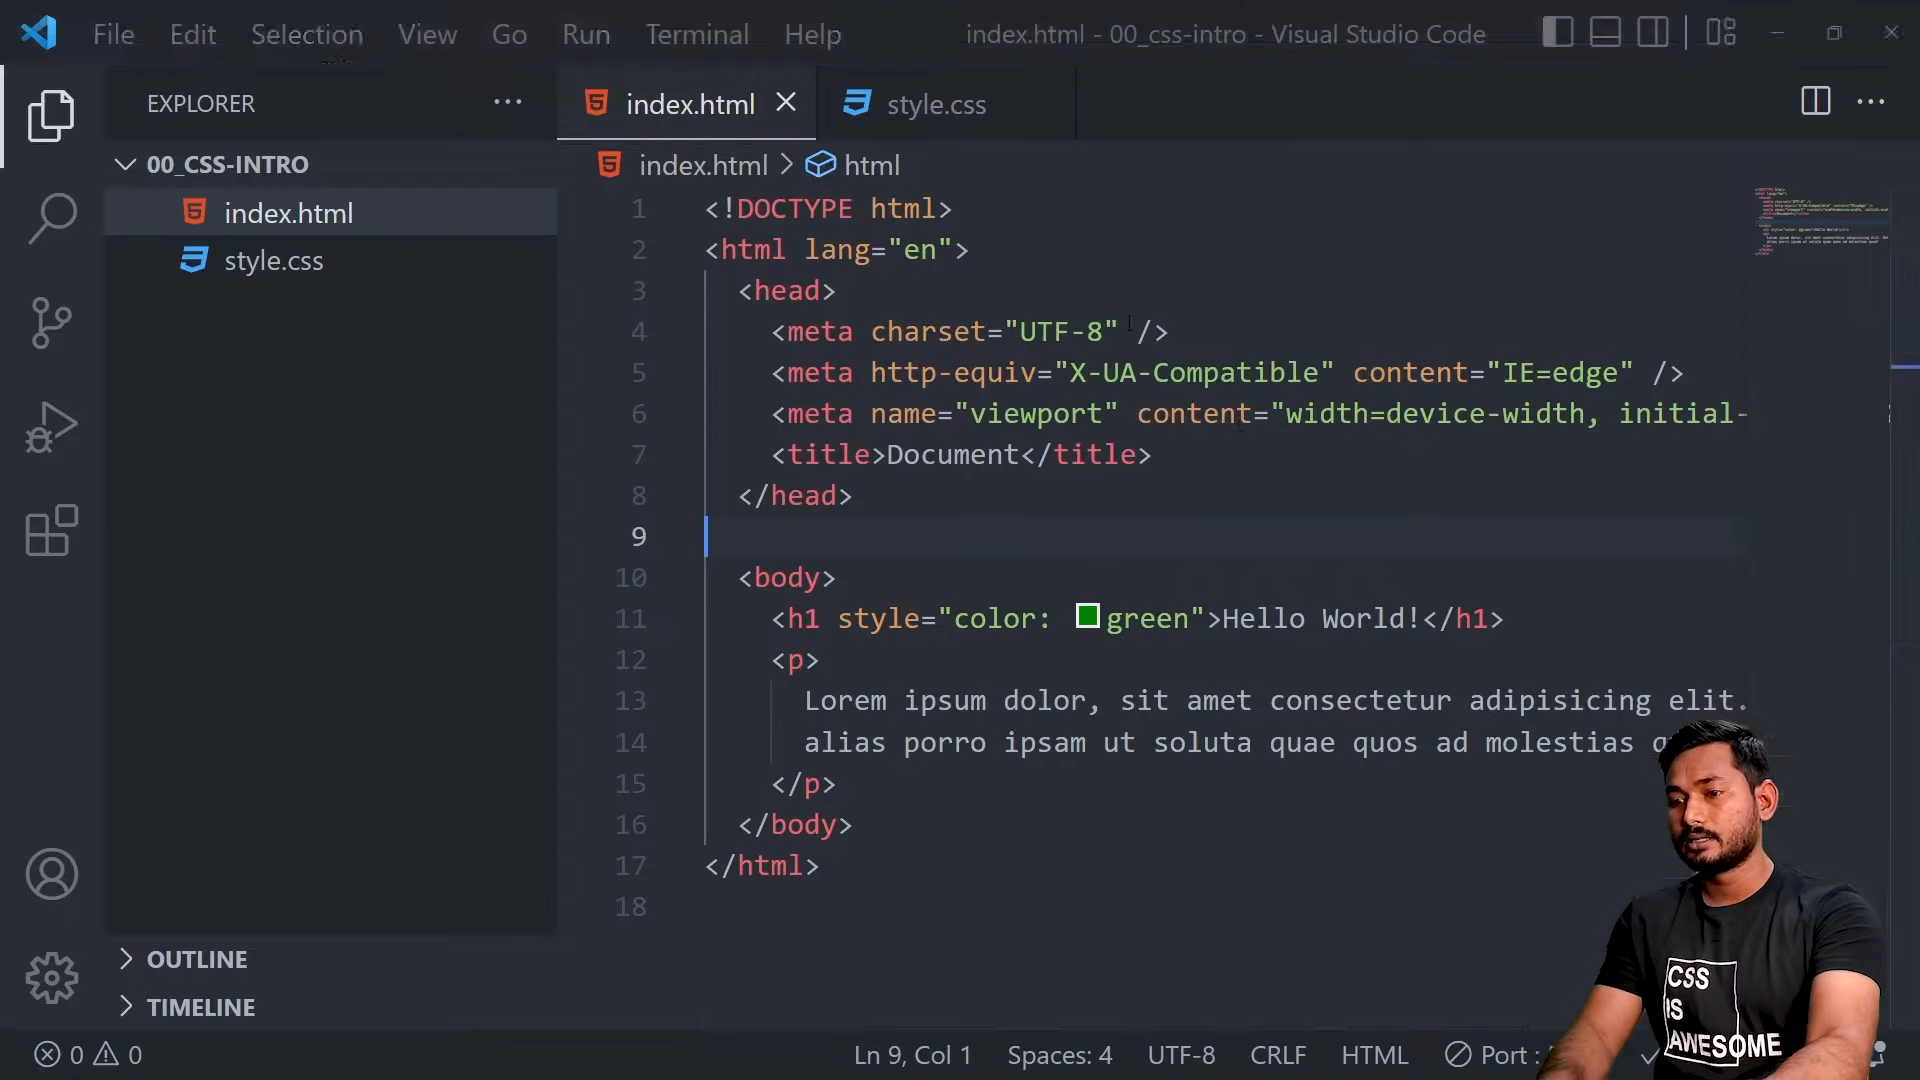 File Edit Selection View Go Run Terminal Help index.html - 00_css-intro - Visual Studio Code
EXPLORER
00_CSS-INTRO
index.html
style.css
OUTLINE
TIMELINE
index.html style.css
index.html > html
1 <!DOCTYPE html>
2 <html lang="en">
3 <head>
4 <meta charset="UTF-8" />
5 <meta http-equiv="X-UA-Compatible" content="IE=edge" />
6 <meta name="viewport" content="width=device-width, initial-
7 <title>Document</title>
8 </head>
9
10 <body>
11 <h1 style="color: green">Hello World!</h1>
12 <p>
13 Lorem ipsum dolor, sit amet consectetur adipisicing elit.
14 alias porro ipsam ut soluta quae quos ad molestias
15 </p>
16 </body>
17 </html>
18
CSS
IS
AWESOME
0 0 Ln 9, Col 1 Spaces: 4 UTF-8 CRLF HTML Port :